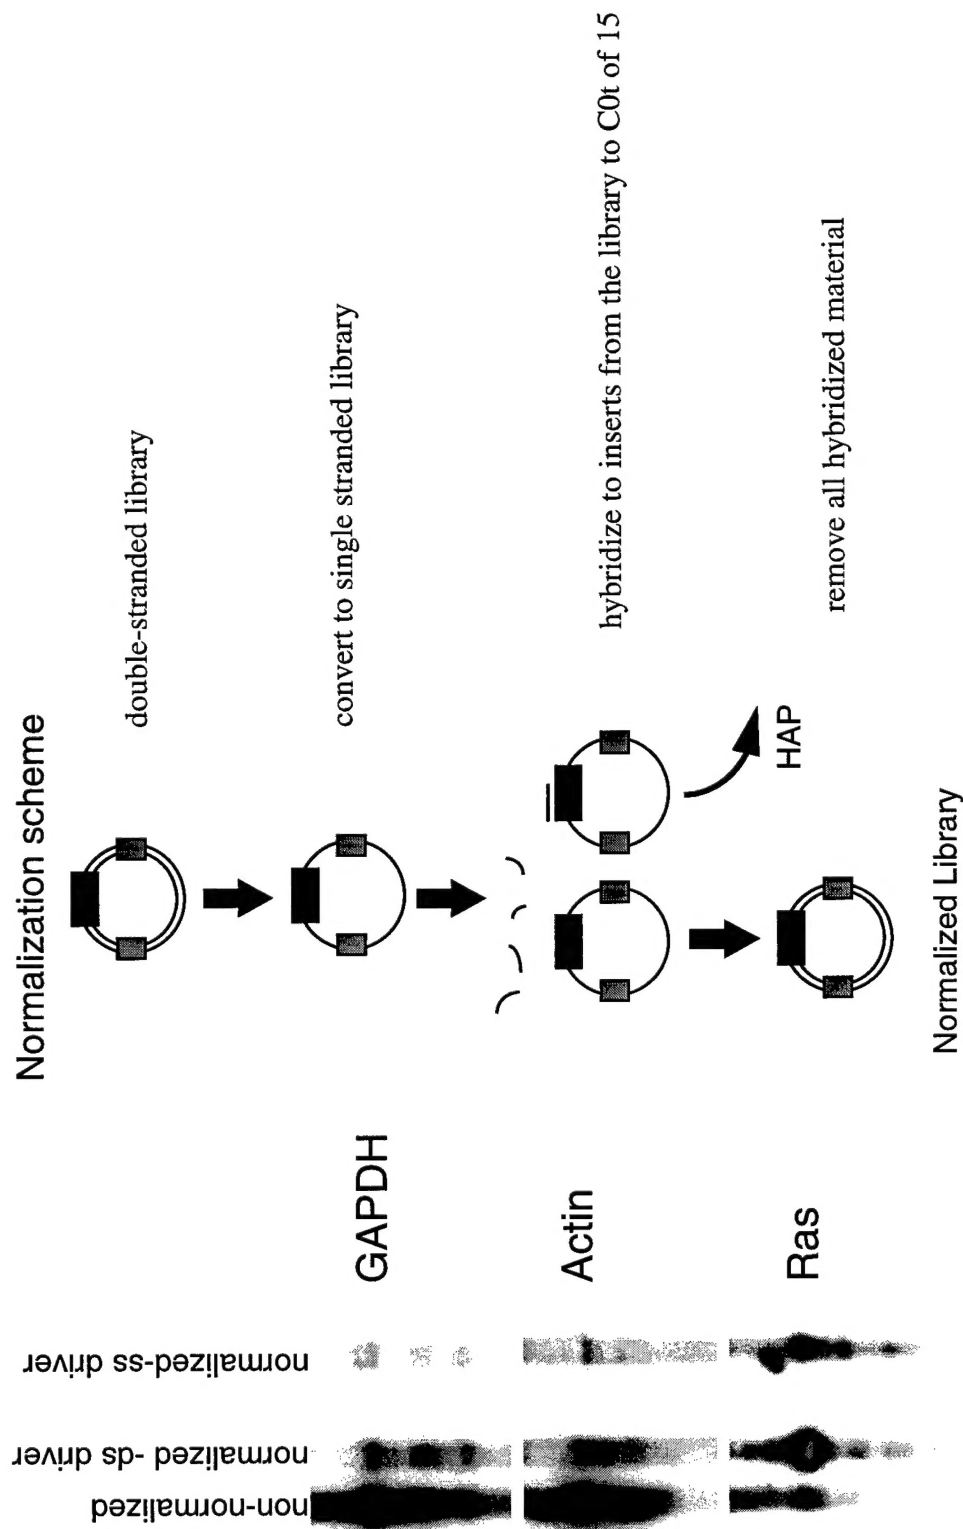 Normalization scheme
double-stranded library
convert to single stranded library
hybridize to inserts from the library to C0t of 15
HAP
remove all hybridized material
Normalized Library
non-normalized
normalized -ds driver
normalized-ss driver
GAPDH
Actin
Ras